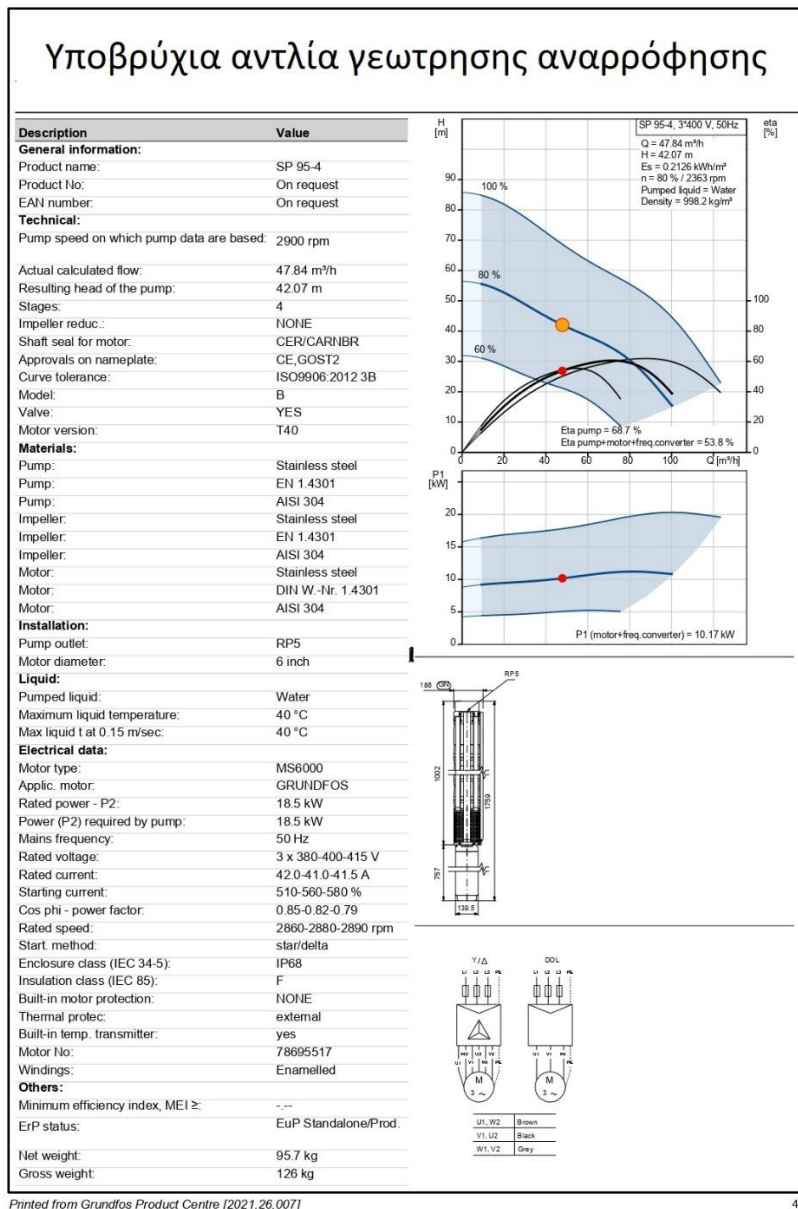 Υποβρύχια αντλία γεωτρησης αναρρόφησης
Description Value
General information:
Product name: SP 95-4
Product No: On request
EAN number: On request
Technical:
Pump speed on which pump data are based: 2900 rpm
Actual calculated flow: 47.84 m³/h
Resulting head of the pump: 42.07 m
Stages: 4
Impeller reduc.: NONE
Shaft seal for motor: CER/CARNBR
Approvals on nameplate: CE,GOST2
Curve tolerance: ISO9906:2012 3B
Model: B
Valve: YES
Motor version: T40
Materials:
Pump: Stainless steel
Pump: EN 1.4301
Pump: AISI 304
Impeller: Stainless steel
Impeller: EN 1.4301
Impeller: AISI 304
Motor: Stainless steel
Motor: DIN W.-Nr. 1.4301
Motor: AISI 304
Installation:
Pump outlet: RP5
Motor diameter: 6 inch
Liquid:
Pumped liquid: Water
Maximum liquid temperature: 40 °C
Max liquid t at 0.15 m/sec: 40 °C
Electrical data:
Motor type: MS6000
Applic. motor: GRUNDFOS
Rated power - P2: 18.5 kW
Power (P2) required by pump: 18.5 kW
Mains frequency: 50 Hz
Rated voltage: 3 x 380-400-415 V
Rated current: 42.0-41.0-41.5 A
Starting current: 510-560-580 %
Cos phi - power factor: 0.85-0.82-0.79
Rated speed: 2860-2880-2890 rpm
Start. method: star/delta
Enclosure class (IEC 34-5): IP68
Insulation class (IEC 85): F
Built-in motor protection: NONE
Thermal protec: external
Built-in temp. transmitter: yes
Motor No: 78695517
Windings: Enamelled
Others:
Minimum efficiency index, MEI ≥: -.--
ErP status: EuP Standalone/Prod.
Net weight: 95.7 kg
Gross weight: 126 kg
H
[m]
SP 95-4, 3*400 V, 50Hz
eta
[%]
Q = 47.84 m³/h
H = 42.07 m
Es = 0.2126 kWh/m³
n = 80 % / 2363 rpm
Pumped liquid = Water
Density = 998.2 kg/m³
90
80
70
60
50
40
30
20
10
0
100 %
80 %
60 %
100
80
60
40
20
0
Eta pump = 68.7 %
Eta pump+motor+freq.converter = 53.8 %
0 20 40 60 80 100 Q [m³/h]
P1
[kW]
20
15
10
5
0
P1 (motor+freq.converter) = 10.17 kW
RP5
186
1002
1759
757
139.5
Y/Δ DOL
L1 L2 L3 PE L1 L2 L3 PE
M
3 ~
M
3 ~
U1, W2 Brown
V1, U2 Black
W1, V2 Grey
Printed from Grundfos Product Centre [2021.26.007] 4